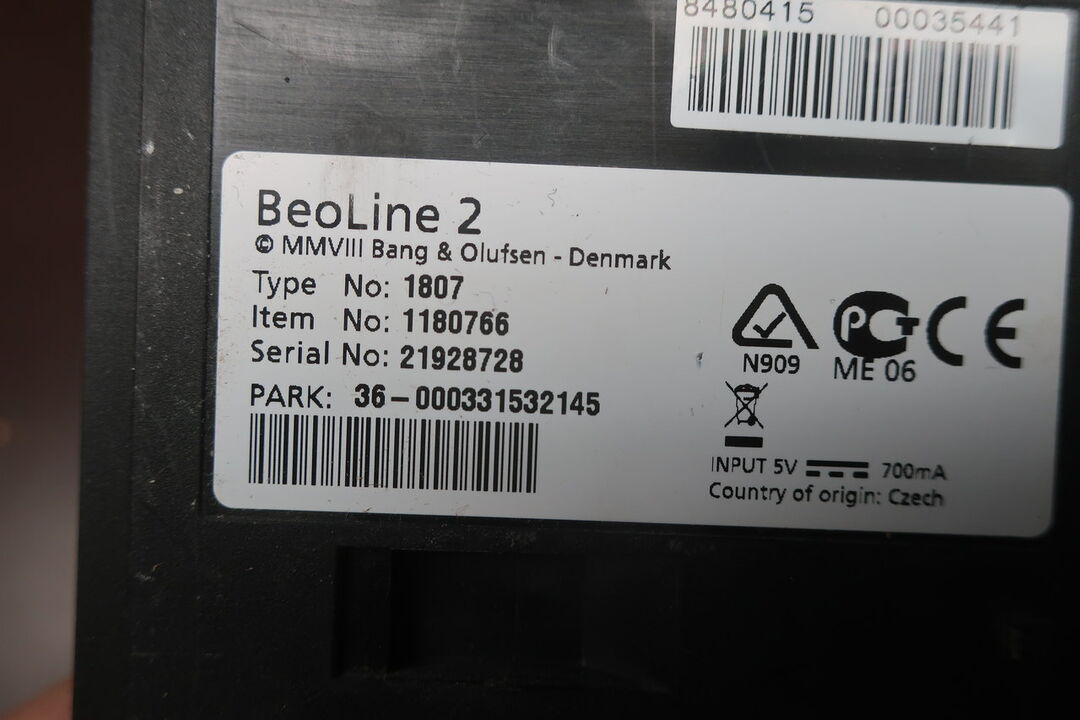 8480415 00035441
BeoLine 2
© MMVIII Bang & Olufsen - Denmark
Type No: 1807
Item No: 1180766
Serial No: 21928728
PARK: 36-000331532145
N909
ME 06
CE
INPUT 5V 700mA
Country of origin: Czech